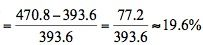 = 470.8-393.6 / 393.6 = 77.2 / 393.6 ≈19.6%